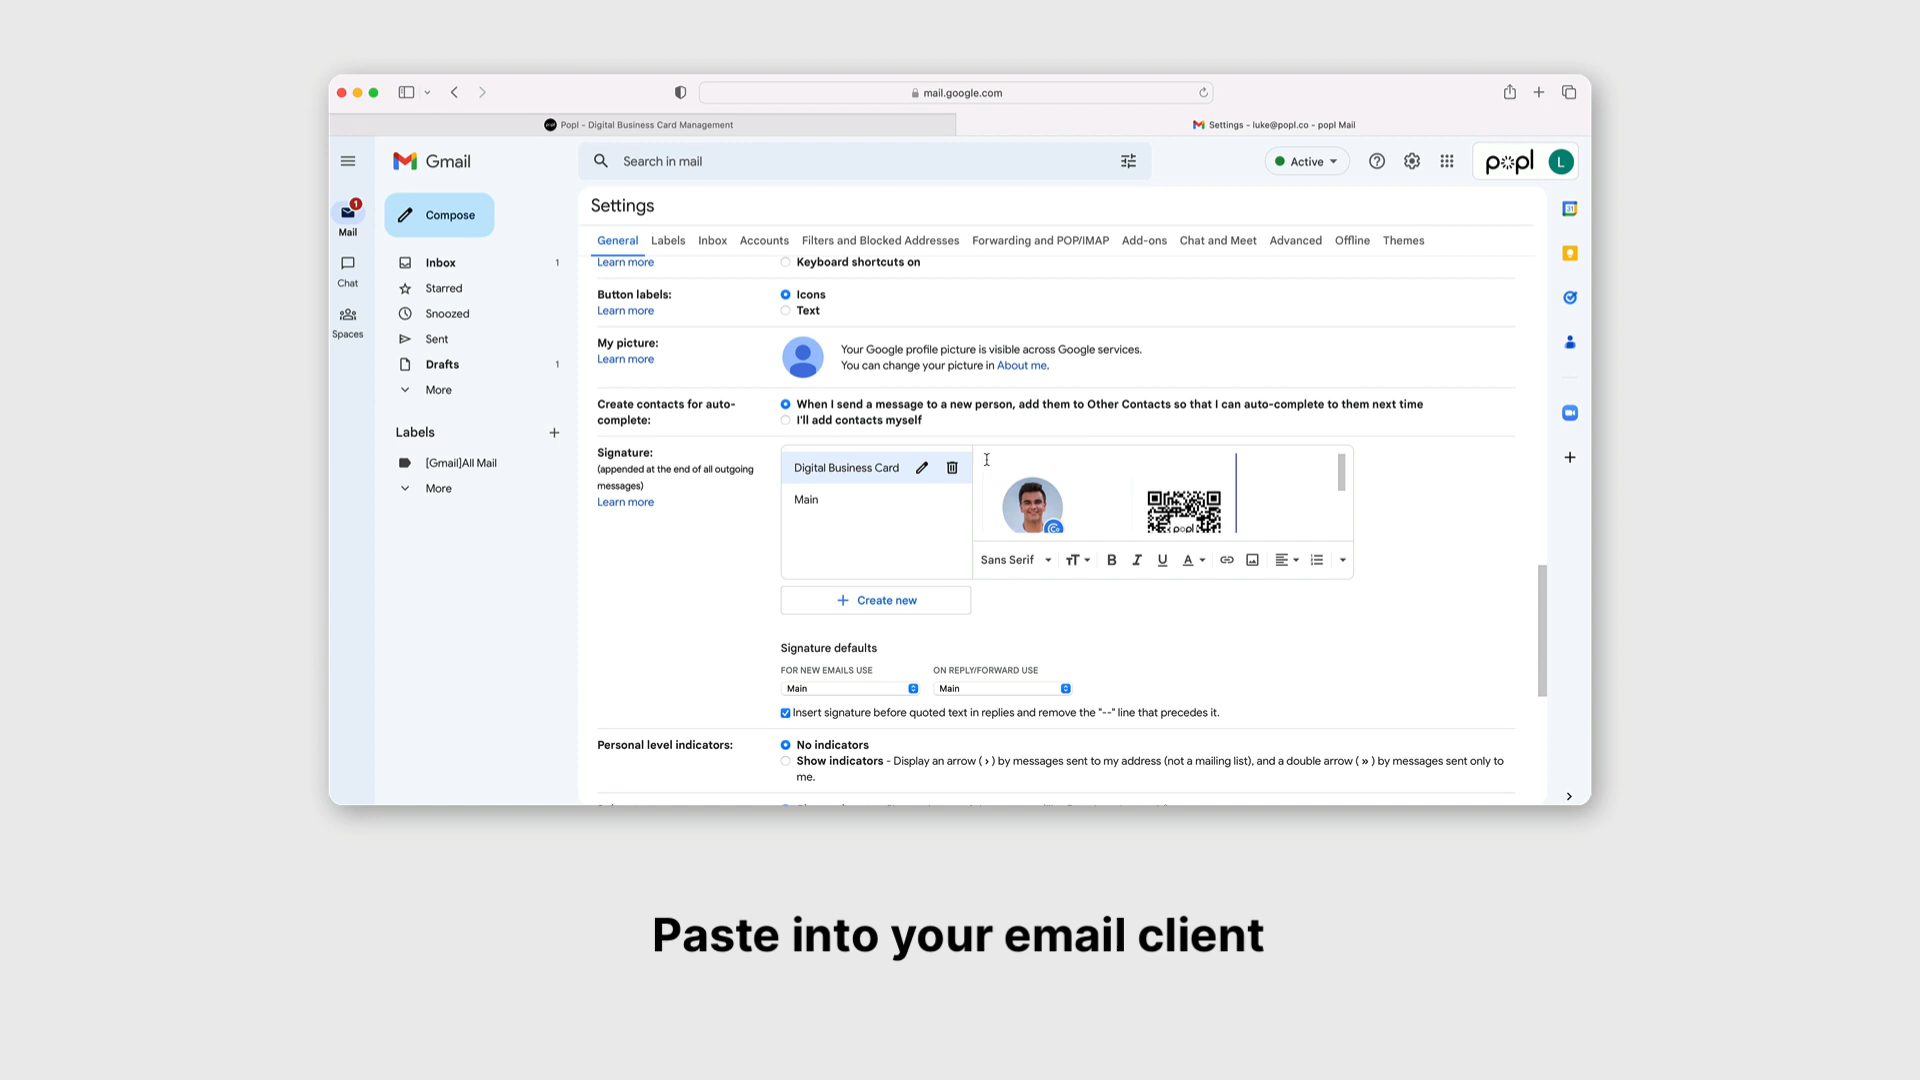 mail.google.com
Popl - Digital Business Card Management
Settings - luke@popl.co - popl Mail
Gmail
Search in mail
Active
popl
L
1
Mail
Chat
Spaces
Compose
Inbox 1
Starred
Snoozed
Sent
Drafts 1
More
Labels
[Gmail]All Mail
More
Settings
General Labels Inbox Accounts Filters and Blocked Addresses Forwarding and POP/IMAP Add-ons Chat and Meet Advanced Offline Themes
Learn more
Keyboard shortcuts on
Button labels:
Learn more
Icons
Text
My picture:
Learn more
Your Google profile picture is visible across Google services.
You can change your picture in About me.
Create contacts for auto-
complete:
When I send a message to a new person, add them to Other Contacts so that I can auto-complete to them next time
I'll add contacts myself
Signature:
(appended at the end of all outgoing
messages)
Learn more
Digital Business Card
Main
popl
Sans Serif
Create new
Signature defaults
FOR NEW EMAILS USE
ON REPLY/FORWARD USE
Main
Main
Insert signature before quoted text in replies and remove the "--" line that precedes it.
Personal level indicators:
No indicators
Show indicators - Display an arrow ( › ) by messages sent to my address (not a mailing list), and a double arrow ( » ) by messages sent only to
me.
31
Paste into your email client